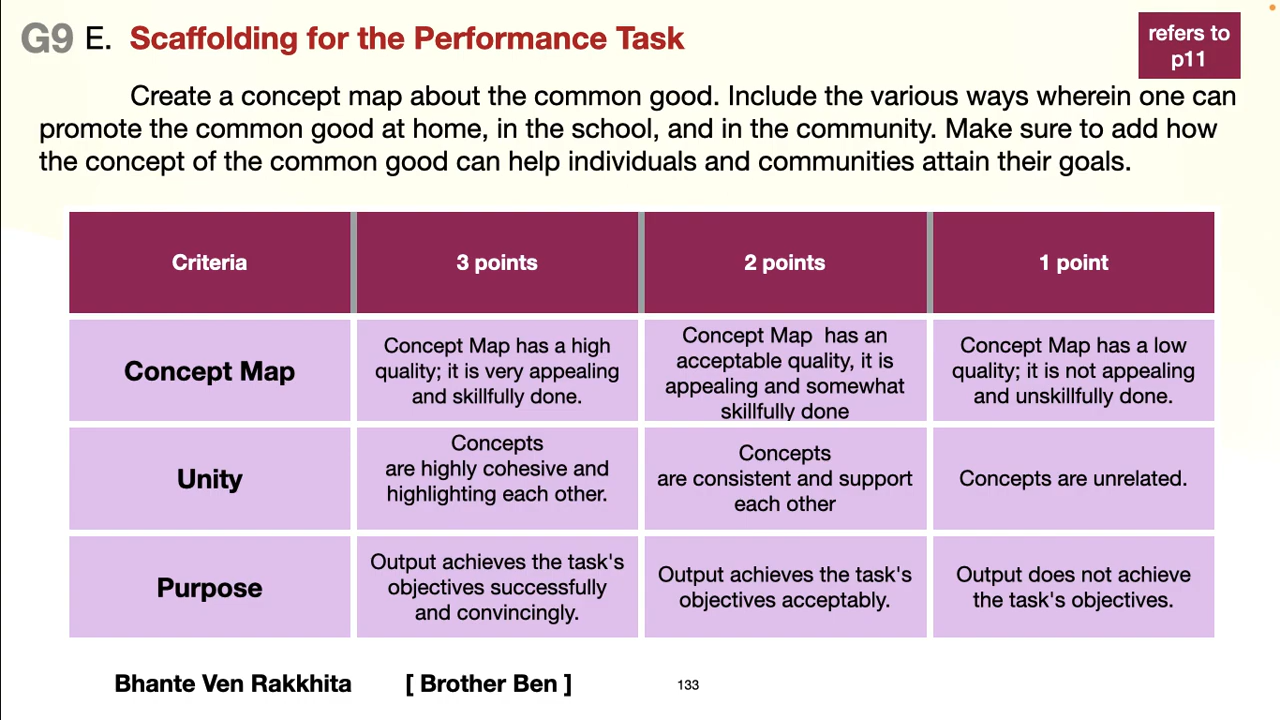 G9 E. Scaffolding for the Performance Task
refers to
p11
Create a concept map about the common good. Include the various ways wherein one can
promote the common good at home, in the school, and in the community. Make sure to add how
the concept of the common good can help individuals and communities attain their goals.
Criteria
3 points
2 points
1 point
Concept Map
Concept Map has a high
quality; it is very appealing
and skillfully done.
Concept Map has an
acceptable quality, it is
appealing and somewhat
skillfully done
Concept Map has a low
quality; it is not appealing
and unskillfully done.
Unity
Concepts
are highly cohesive and
highlighting each other.
Concepts
are consistent and support
each other
Concepts are unrelated.
Purpose
Output achieves the task's
objectives successfully
and convincingly.
Output achieves the task's
objectives acceptably.
Output does not achieve
the task's objectives.
Bhante Ven Rakkhita [ Brother Ben ]
133